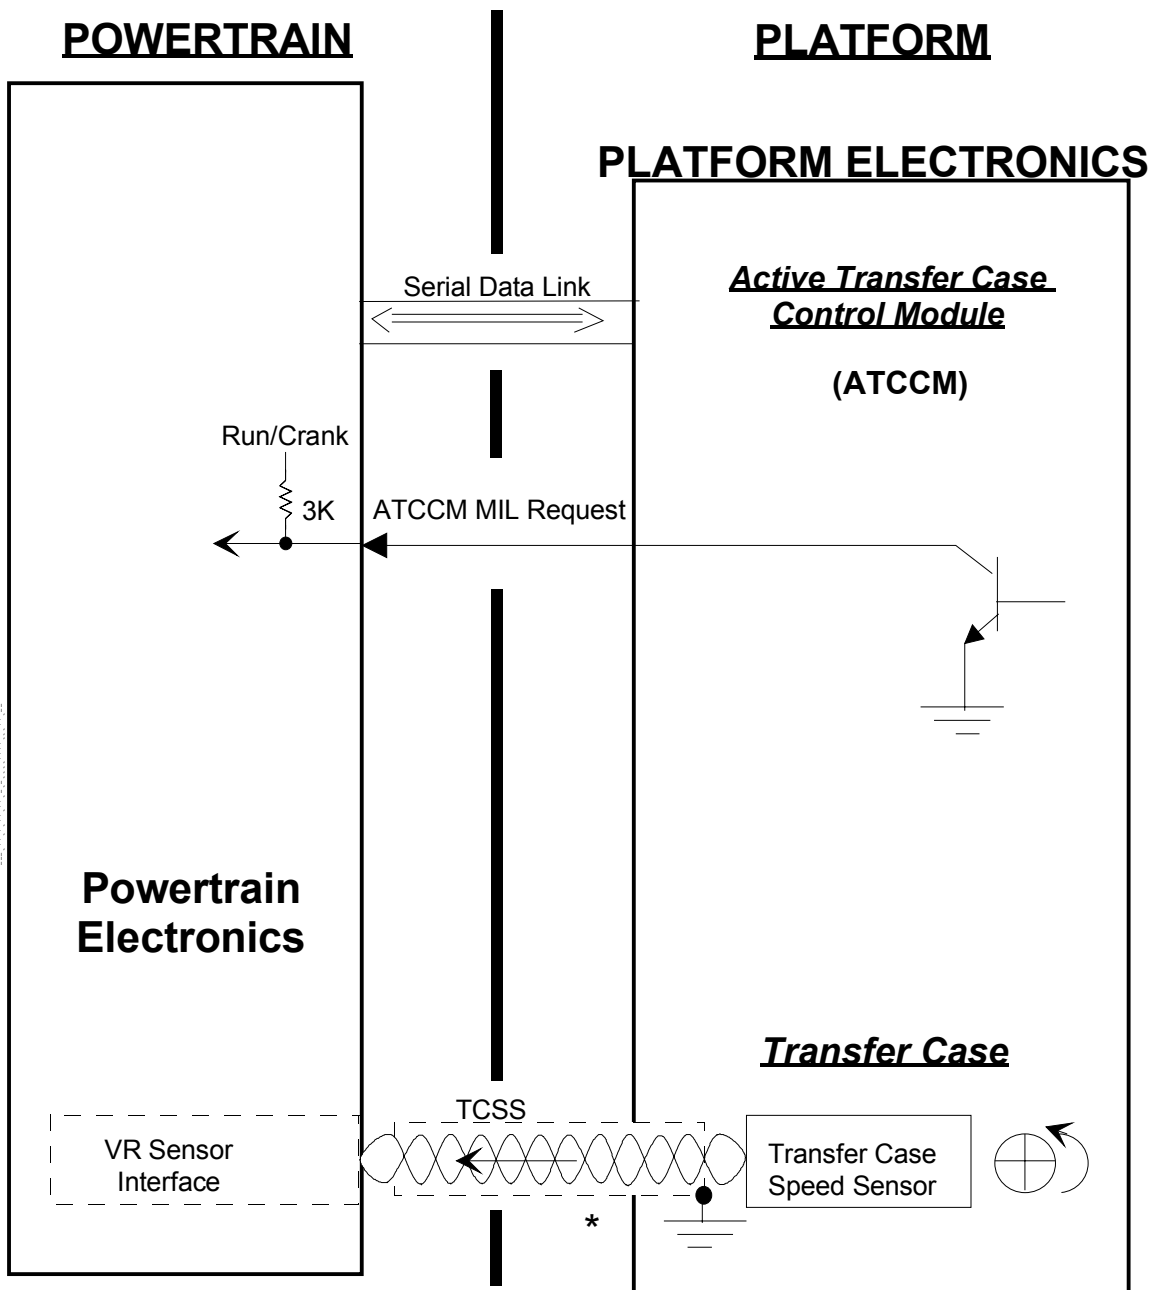 POWERTRAIN
PLATFORM
PLATFORM ELECTRONICS
Serial Data Link
Active Transfer Case
Control Module
(ATCCM)
Run/Crank
3K
ATCCM MIL Request
Powertrain
Electronics
Transfer Case
TCSS
VR Sensor
Interface
Transfer Case
Speed Sensor
*